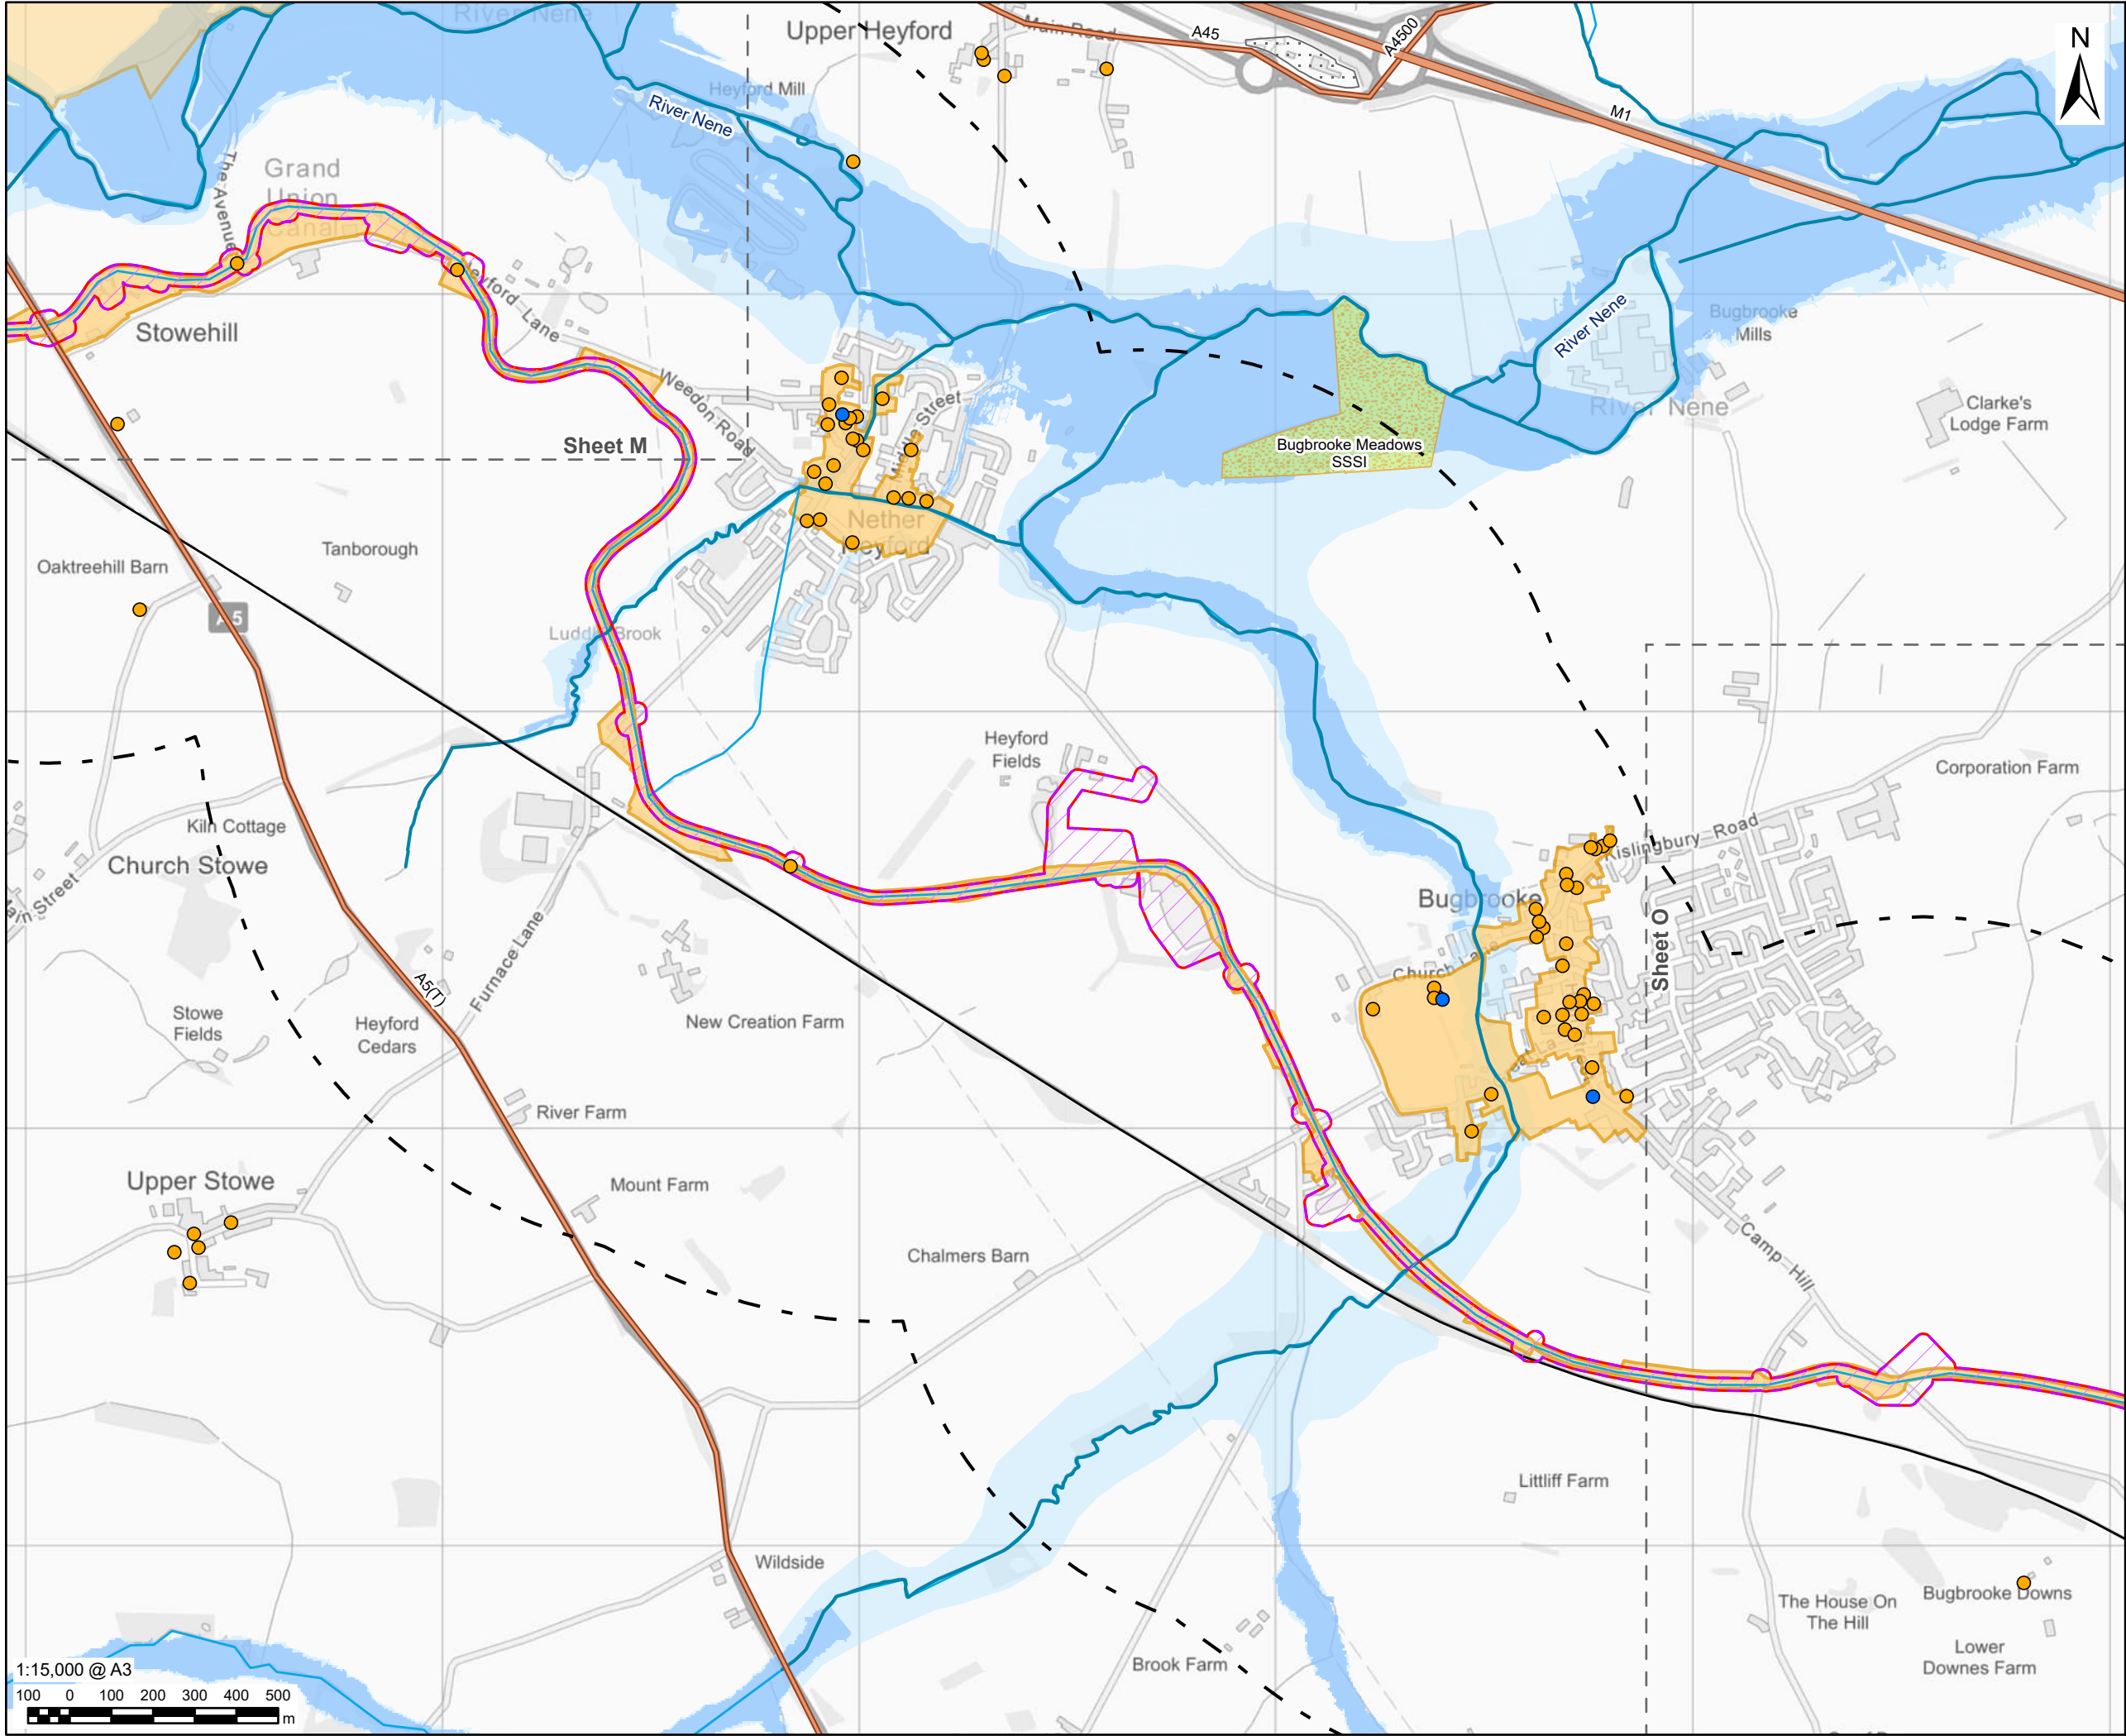 River Nene
Upper Heyford
Main Road
A45
A4500
N
Heyford Mill
River Nene
M1
The Avenue
Grand
Union
Canal
Heyford Lane
Stowehill
River Nene
Bugbrooke
Mills
Weedon Road
Middle Street
River Nene
Clarke's
Lodge Farm
Sheet M
Bugbrooke Meadows
SSSI
Nether
Heyford
Tanborough
Oaktreehill Barn
A5
Luddle Brook
Heyford
Fields
Corporation Farm
Kiln Cottage
Church Stowe
Main Street
Kislingbury Road
Bugbrooke
Sheet O
Church Lane
Furnace Lane
A5(T)
Stowe
Fields
Heyford
Cedars
New Creation Farm
River Farm
Upper Stowe
Mount Farm
Chalmers Barn
Camp Hill
Littliff Farm
Wildside
The House On
The Hill
Bugbrooke Downs
Lower
Downes Farm
Brook Farm
1:15,000 @ A3
100 0 100 200 300 400 500
m